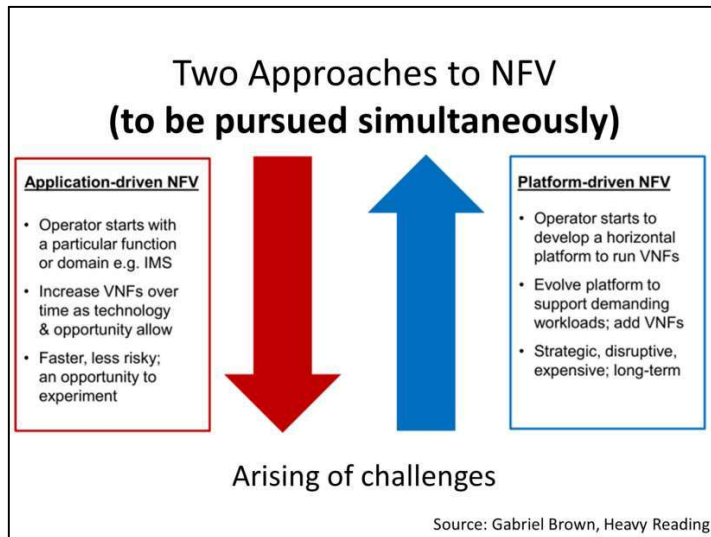 Two Approaches to NFV
(to be pursued simultaneously)
Application-driven NFV
• Operator starts with
a particular function
or domain e.g. IMS
• Increase VNFs over
time as technology
& opportunity allow
• Faster, less risky;
an opportunity to
experiment
Platform-driven NFV
• Operator starts to
develop a horizontal
platform to run VNFs
• Evolve platform to
support demanding
workloads; add VNFs
• Strategic, disruptive,
expensive; long-term
Arising of challenges
Source: Gabriel Brown, Heavy Reading